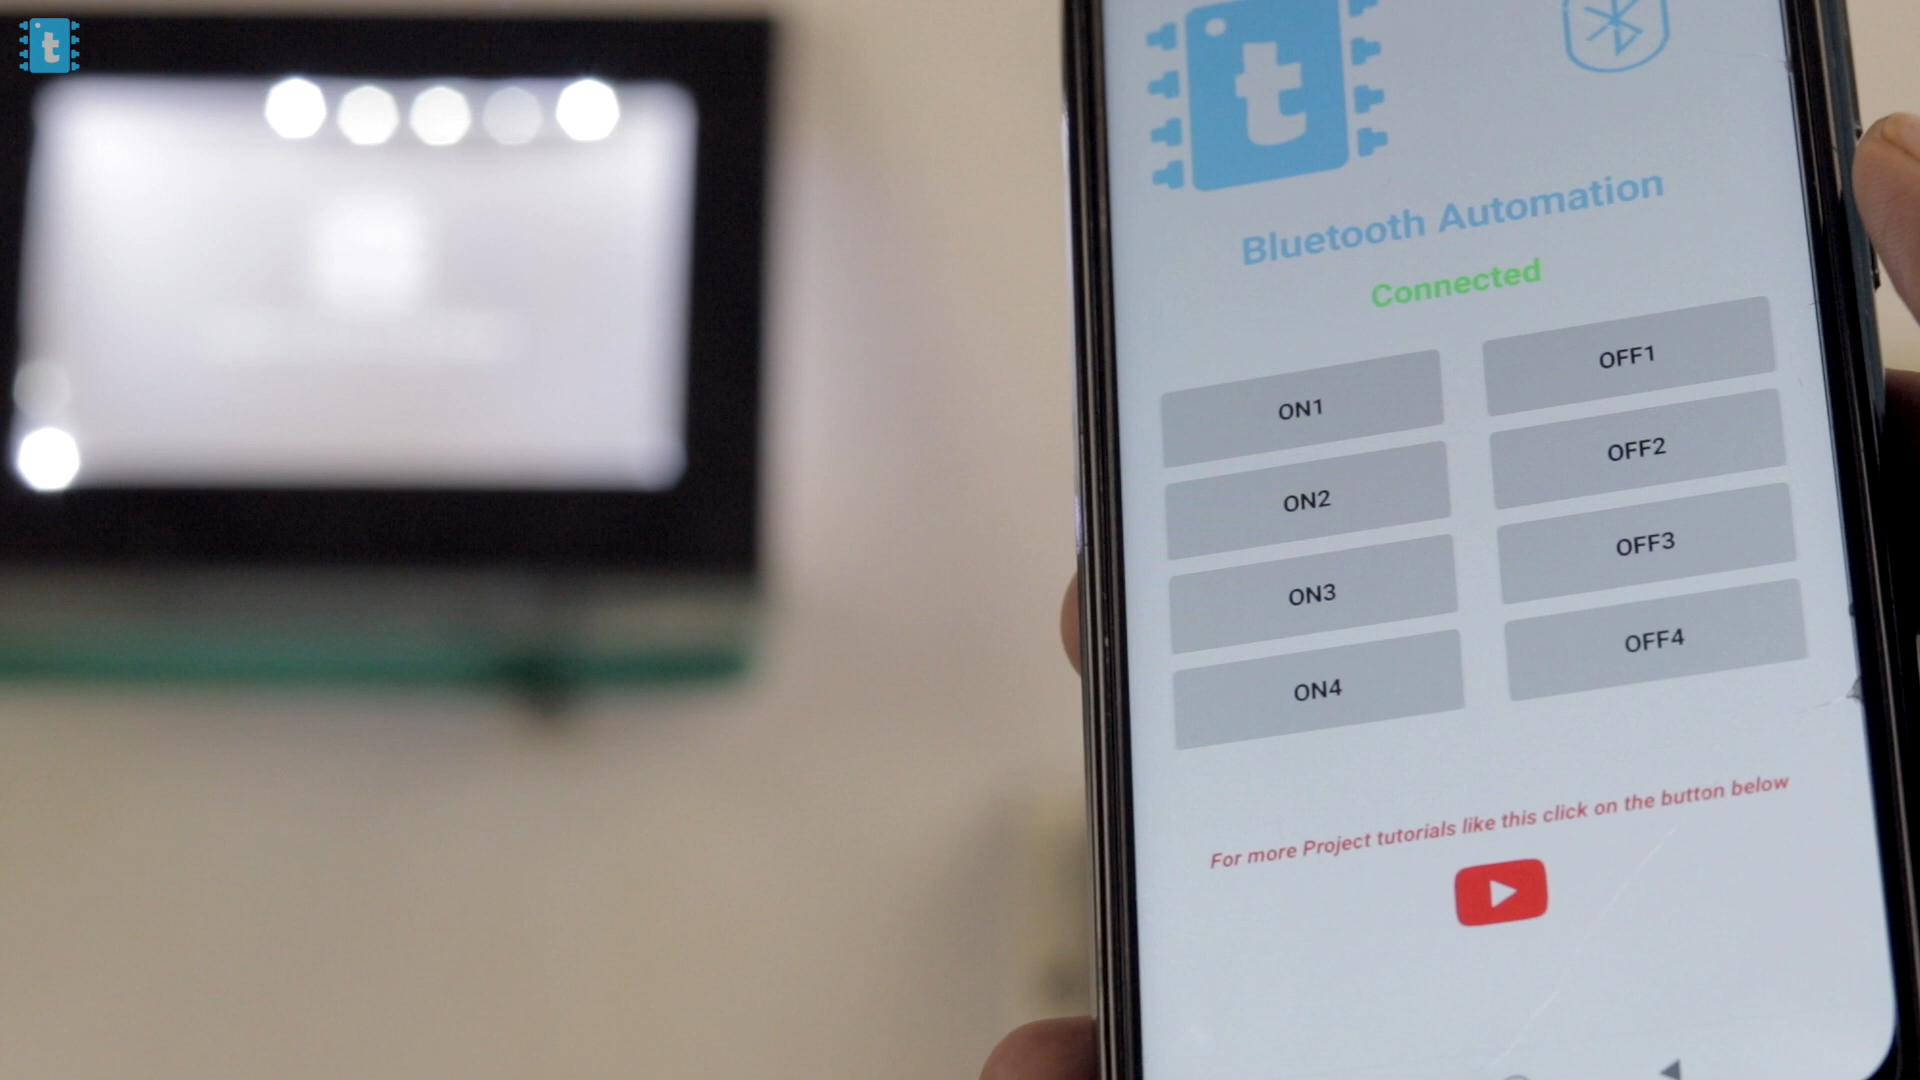 t
t
Bluetooth Automation
Connected
ON1 OFF1
ON2 OFF2
ON3 OFF3
ON4 OFF4
For more Project tutorials like this click on the button below